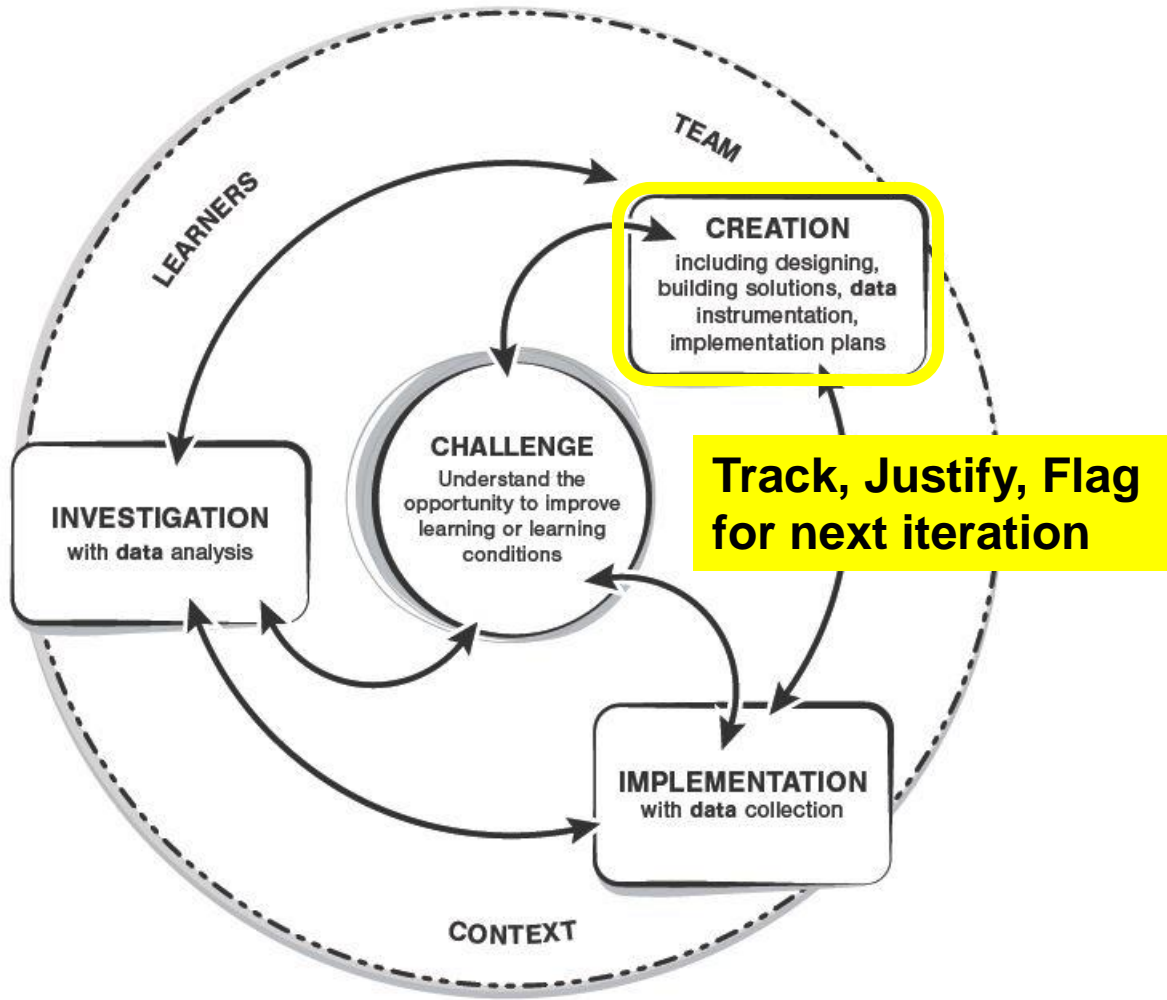 LEARNERS
TEAM
CREATION
including designing,
building solutions, data
instrumentation,
implementation plans
CHALLENGE
Understand the
opportunity to improve
learning or learning
conditions
Track, Justify, Flag
for next iteration
INVESTIGATION
with data analysis
IMPLEMENTATION
with data collection
CONTEXT